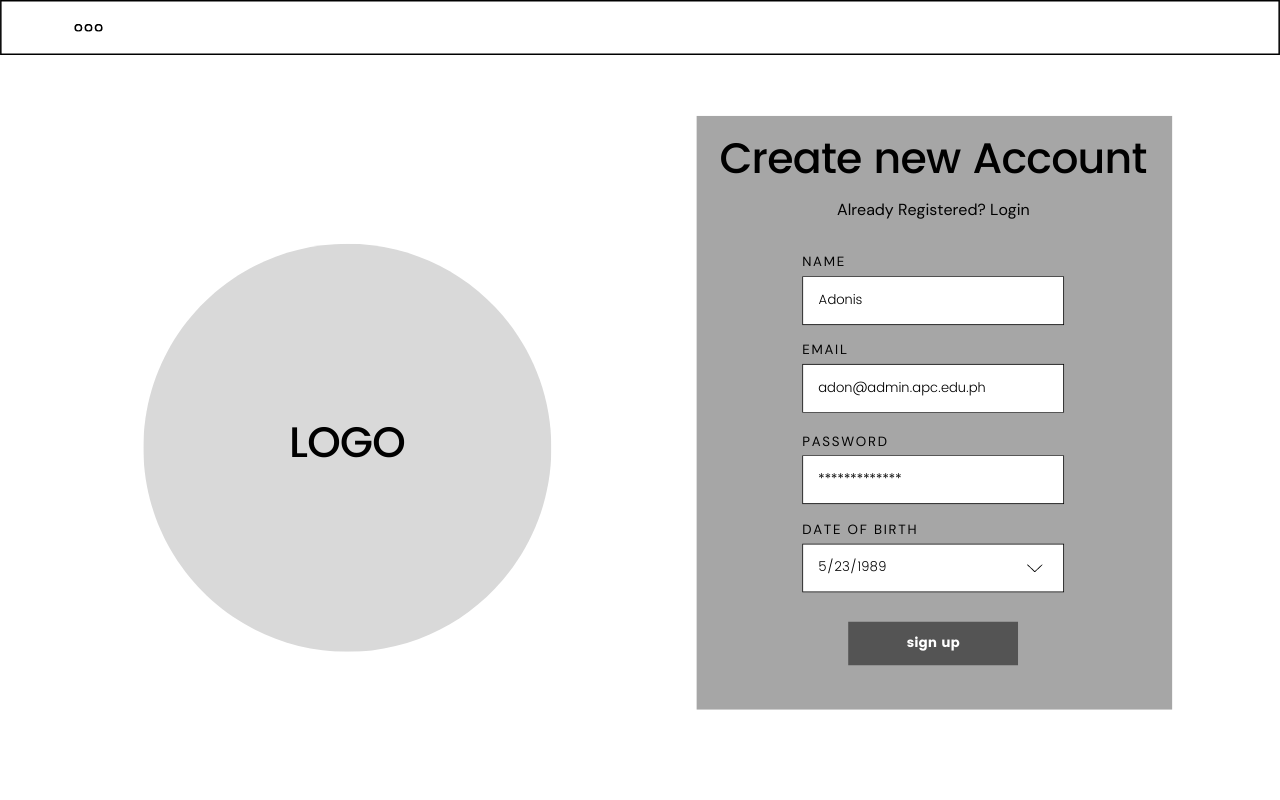 LOGO
Create new Account
Already Registered? Login
NAME
Adonis
EMAIL
adon@admin.apc.edu.ph
PASSWORD
*************
DATE OF BIRTH
5/23/1989
sign up